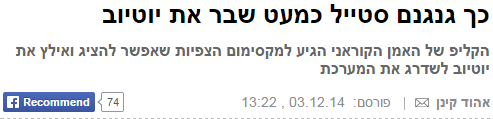 כך גנגנם סטייל כמעט שבר את יוטיוב
הקליפ של האמן הקוראני הגיע למקסימום הצפיות שאפשר להציג ואילץ את
יוטיוב לשדרג את המערכת
אהוד קינן | פורסם: 03.12.14 , 13:22 Recommend 74